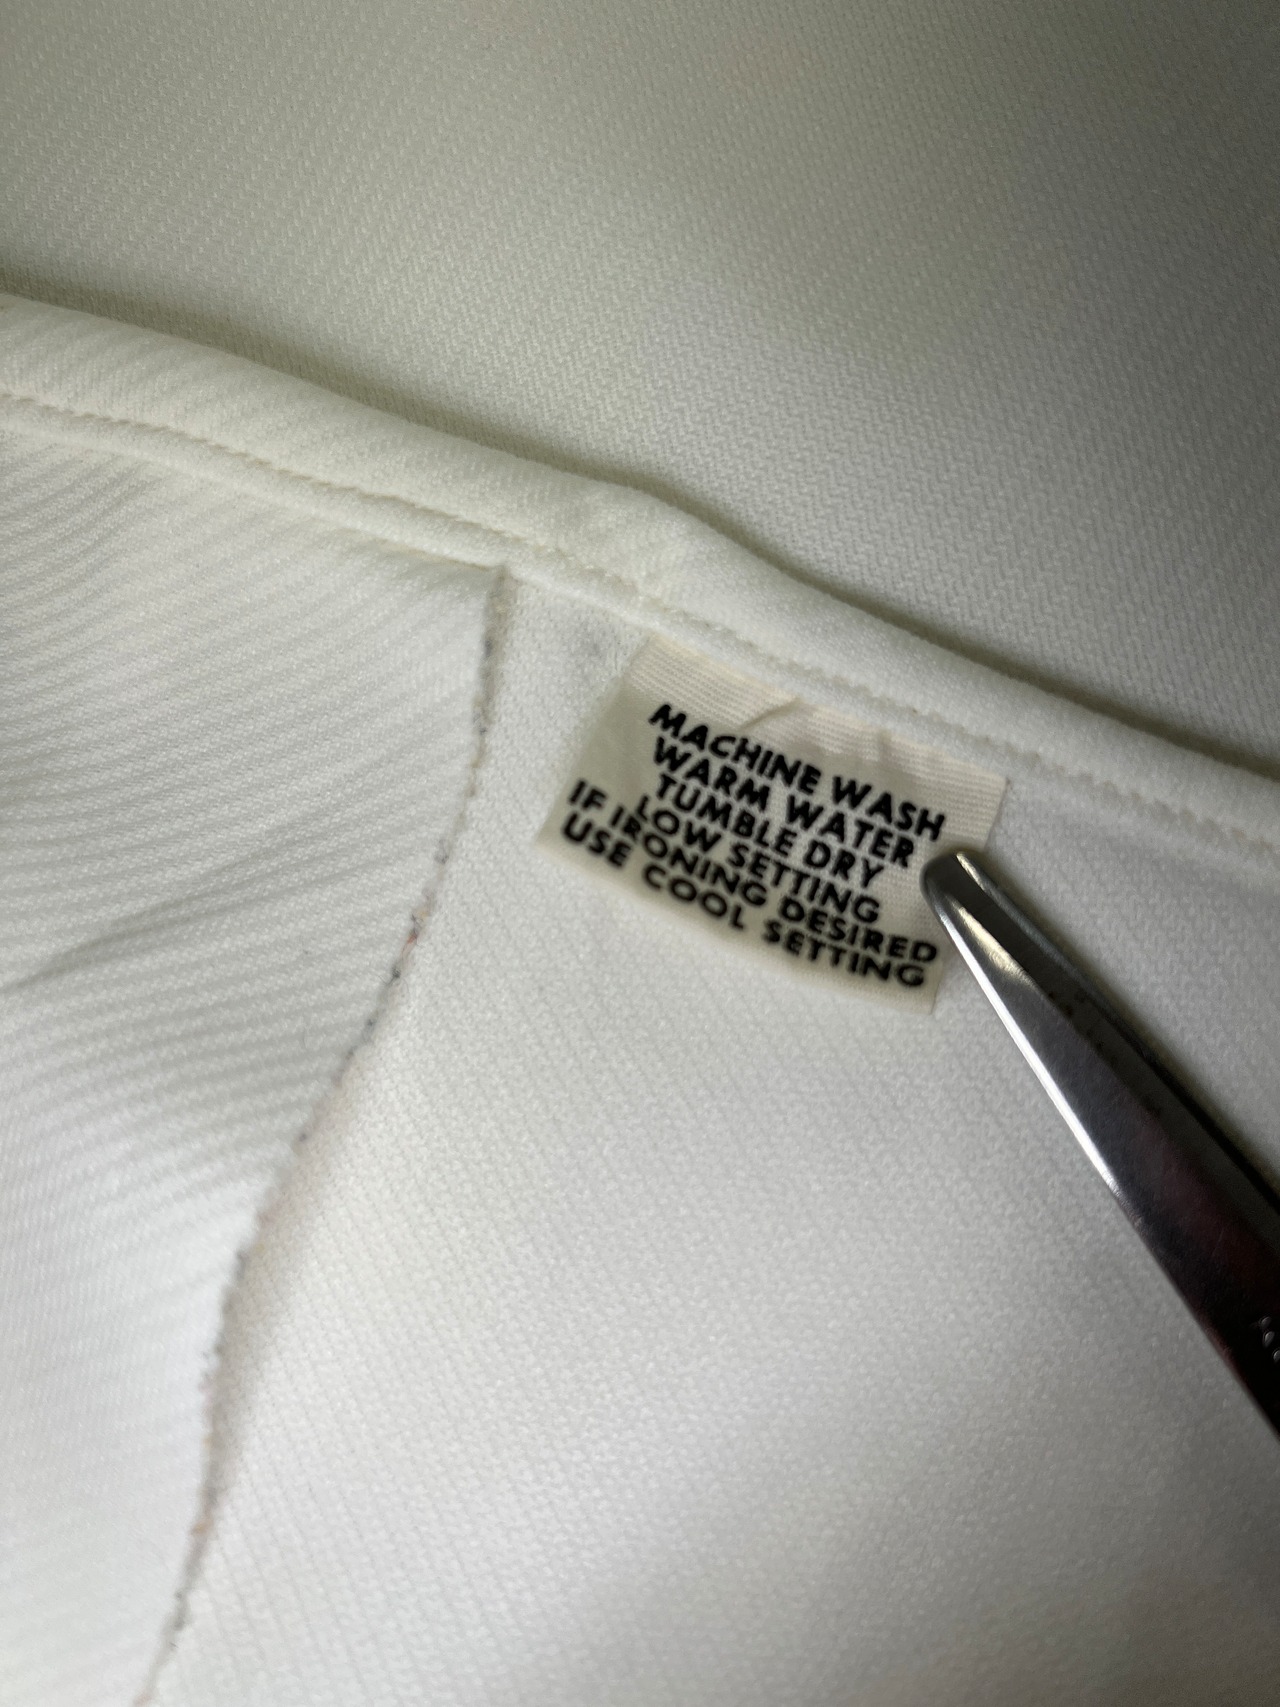 MACHINE WASH
WARM WATER
TUMBLE DRY
LOW SETTING
IF IRONING DESIRED
USE COOL SETTING